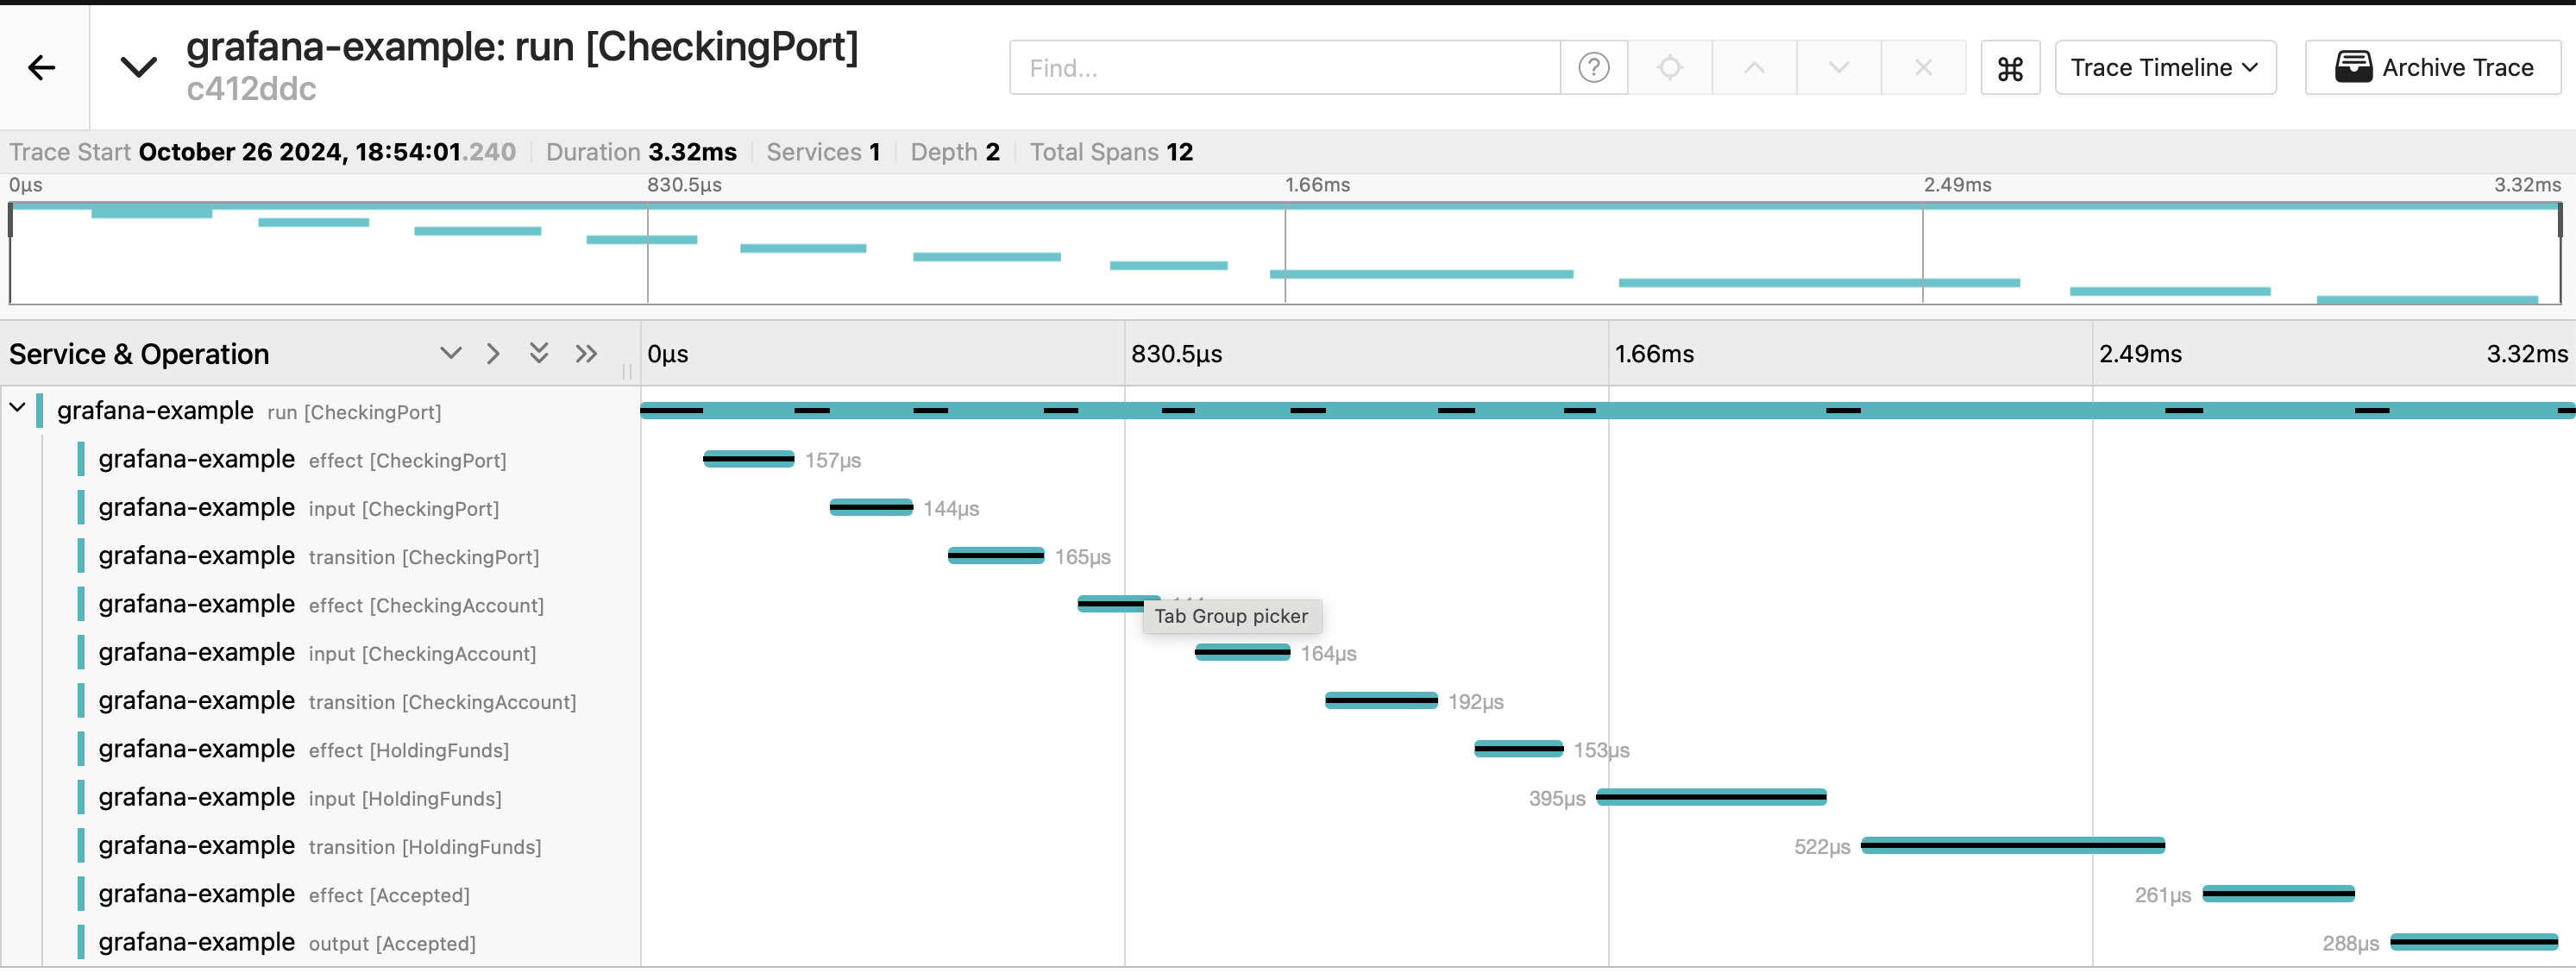 grafana-example: run [CheckingPort]
c412ddc
Find...
Trace Timeline
Archive Trace
Trace Start October 26 2024, 18:54:01.240 Duration 3.32ms Services 1 Depth 2 Total Spans 12
0μs 830.5μs 1.66ms 2.49ms 3.32ms
Service & Operation 0μs 830.5μs 1.66ms 2.49ms 3.32ms
grafana-example run [CheckingPort]
grafana-example effect [CheckingPort] 157μs
grafana-example input [CheckingPort] 144μs
grafana-example transition [CheckingPort] 165μs
grafana-example effect [CheckingAccount]
Tab Group picker
grafana-example input [CheckingAccount] 164μs
grafana-example transition [CheckingAccount] 192μs
grafana-example effect [HoldingFunds] 153μs
grafana-example input [HoldingFunds] 395μs
grafana-example transition [HoldingFunds] 522μs
grafana-example effect [Accepted] 261μs
grafana-example output [Accepted] 288μs